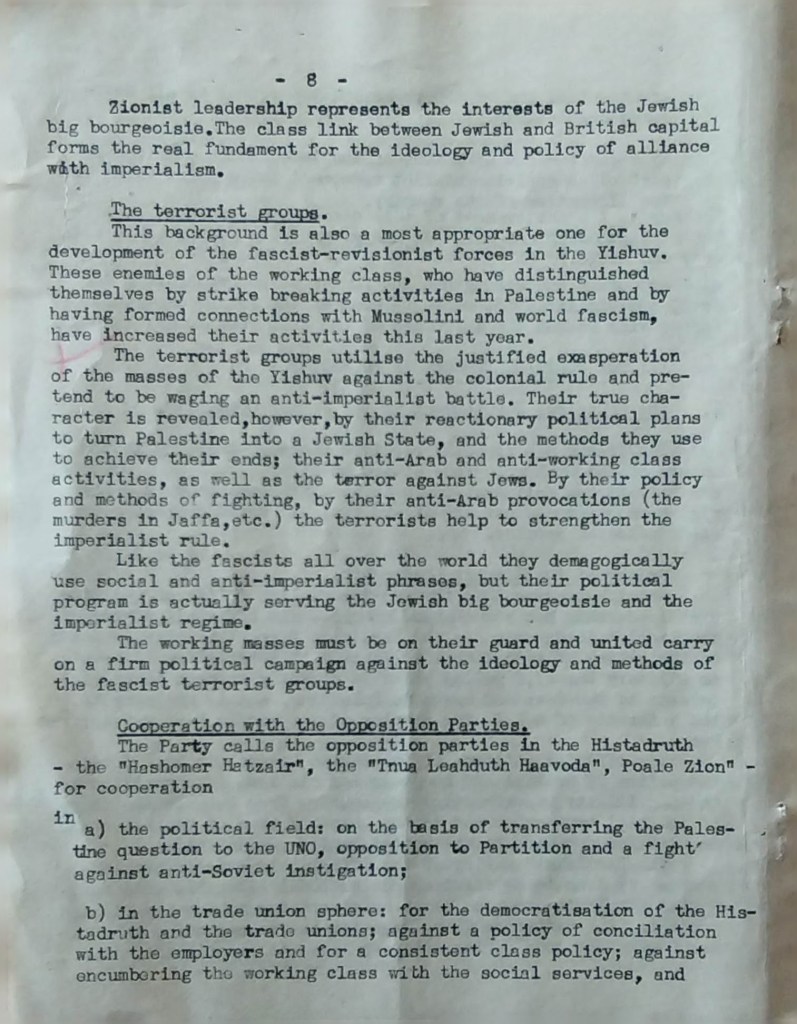 - 8 -
Zionist leadership represents the interests of the Jewish
big bourgeoisie.The class link between Jewish and British capital
forms the real fundament for the ideology and policy of alliance
with imperialism.
The terrorist groups.
This background is also a most appropriate one for the
development of the fascist-revisionist forces in the Yishuv.
These enemies of the working class, who have distinguished
themselves by strike breaking activities in Palestine and by
having formed connections with Mussolini and world fascism,
have increased their activities this last year.
The terrorist groups utilise the justified exasperation
of the masses of the Yishuv against the colonial rule and pre-
tend to be waging an anti-imperialist battle. Their true cha-
racter is revealed,however,by their reactionary political plans
to turn Palestine into a Jewish State, and the methods they use
to achieve their ends; their anti-Arab and anti-working class
activities, as well as the terror against Jews. By their policy
and methods of fighting, by their anti-Arab provocations (the
murders in Jaffa,etc.) the terrorists help to strengthen the
imperialist rule.
Like the fascists all over the world they demagogically
use social and anti-imperialist phrases, but their political
program is actually serving the Jewish big bourgeoisie and the
imperialist regime.
The working masses must be on their guard and united carry
on a firm political campaign against the ideology and methods of
the fascist terrorist groups.
Cooperation with the Opposition Parties.
The Party calls the opposition parties in the Histadruth
- the "Hashomer Hatzair", the "Tnua Leahduth Haavoda", Poale Zion" -
for cooperation
in
a) the political field: on the basis of transferring the Pales-
tine question to the UNO, opposition to Partition and a fight
against anti-Soviet instigation;
b) in the trade union sphere: for the democratisation of the His-
tadruth and the trade unions; against a policy of conciliation
with the employers and for a consistent class policy; against
encumbering the working class with the social services, and